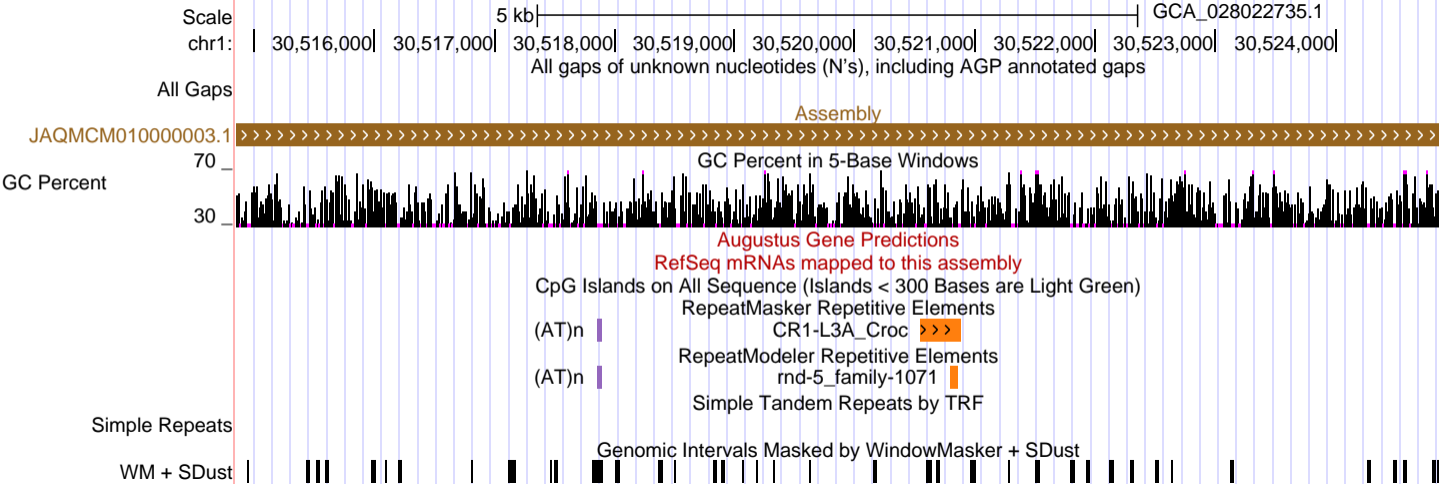 Scale 5 kb GCA_028022735.1
chr1: 30,516,000 30,517,000 30,518,000 30,519,000 30,520,000 30,521,000 30,522,000 30,523,000 30,524,000
All gaps of unknown nucleotides (N's), including AGP annotated gaps
All Gaps
Assembly
JAQMCM010000003.1
70 GC Percent in 5-Base Windows
GC Percent
30
Augustus Gene Predictions
RefSeq mRNAs mapped to this assembly
CpG Islands on All Sequence (Islands < 300 Bases are Light Green)
RepeatMasker Repetitive Elements
(AT)n CR1-L3A_Croc
RepeatModeler Repetitive Elements
(AT)n rnd-5_family-1071
Simple Tandem Repeats by TRF
Simple Repeats
Genomic Intervals Masked by WindowMasker + SDust
WM + SDust